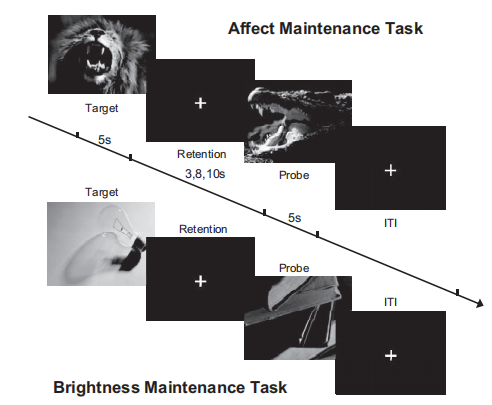 Affect Maintenance Task
Target
Retention
3,8,10s
Probe
ITI
5s
5s
Target
Retention
Probe
ITI
Brightness Maintenance Task